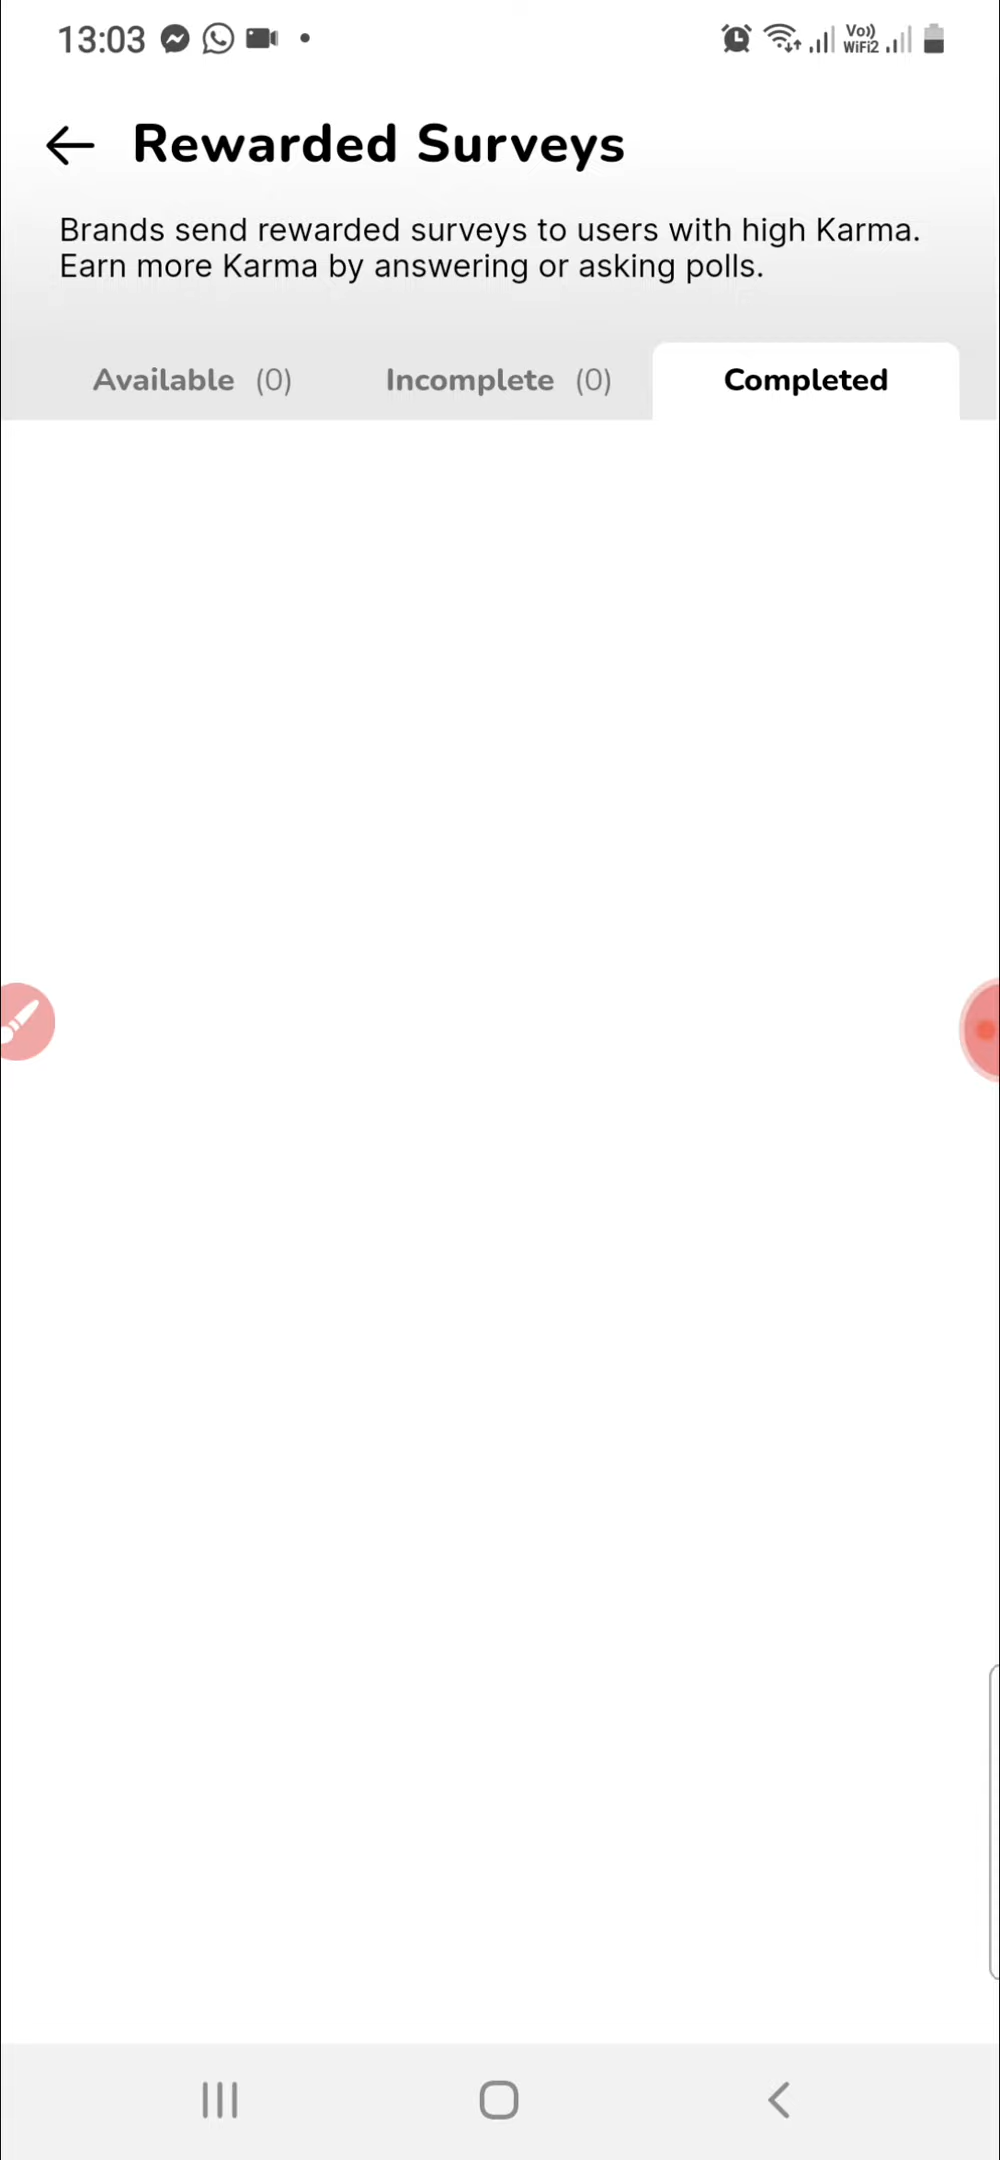 13:03
Vo))
WiFi2
Rewarded Surveys
Brands send rewarded surveys to users with high Karma.
Earn more Karma by answering or asking polls.
Available (0) Incomplete (0) Completed